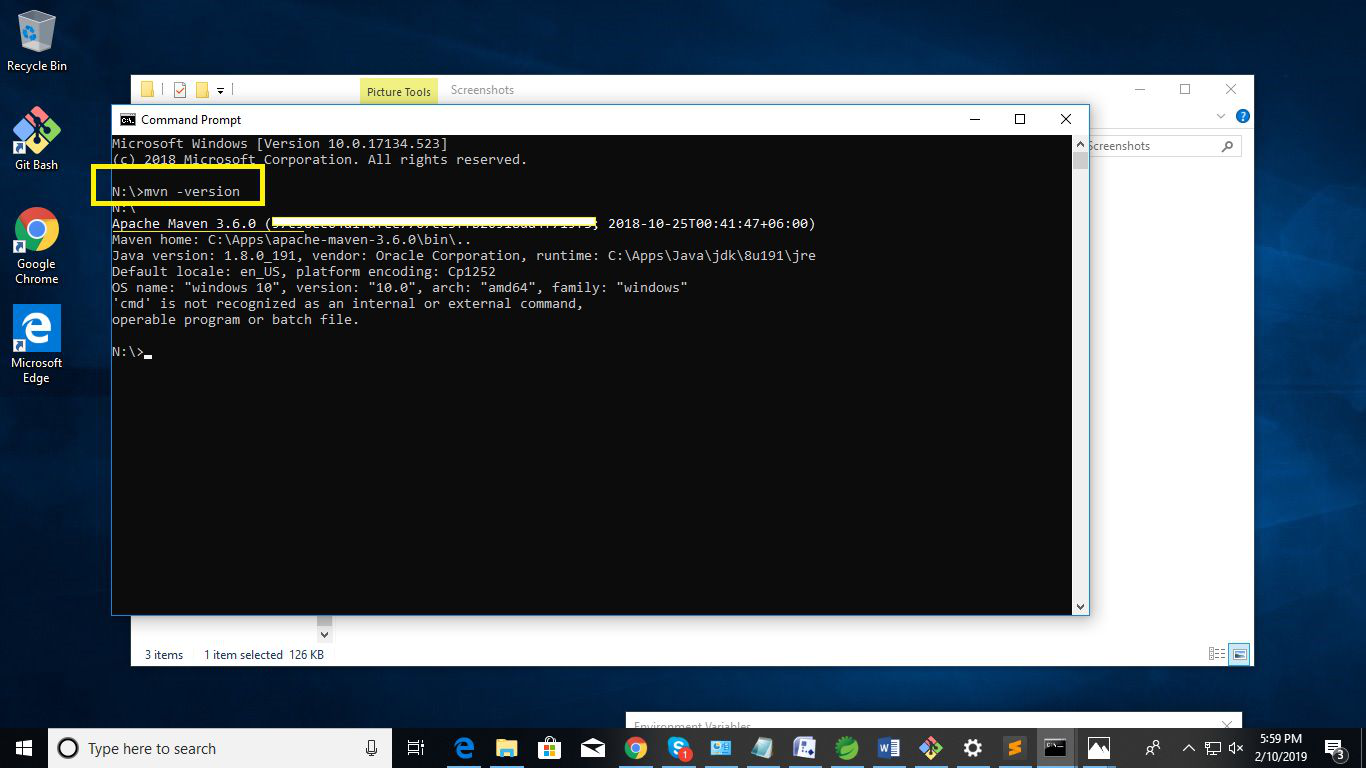 Recycle Bin
Git Bash
Google
Chrome
Microsoft
Edge
Picture Tools
Screenshots
Screenshots
Command Prompt
Microsoft Windows [Version 10.0.17134.523]
(c) 2018 Microsoft Corporation. All rights reserved.
N:\>mvn -version
N:\
Apache Maven 3.6.0 ( ; 2018-10-25T00:41:47+06:00)
Maven home: C:\Apps\apache-maven-3.6.0\bin\..
Java version: 1.8.0_191, vendor: Oracle Corporation, runtime: C:\Apps\Java\jdk\8u191\jre
Default locale: en_US, platform encoding: Cp1252
OS name: "windows 10", version: "10.0", arch: "amd64", family: "windows"
'cmd' is not recognized as an internal or external command,
operable program or batch file.
N:\>
3 items 1 item selected 126 KB
Environment Variables
Type here to search
1
5:59 PM
2/10/2019
3